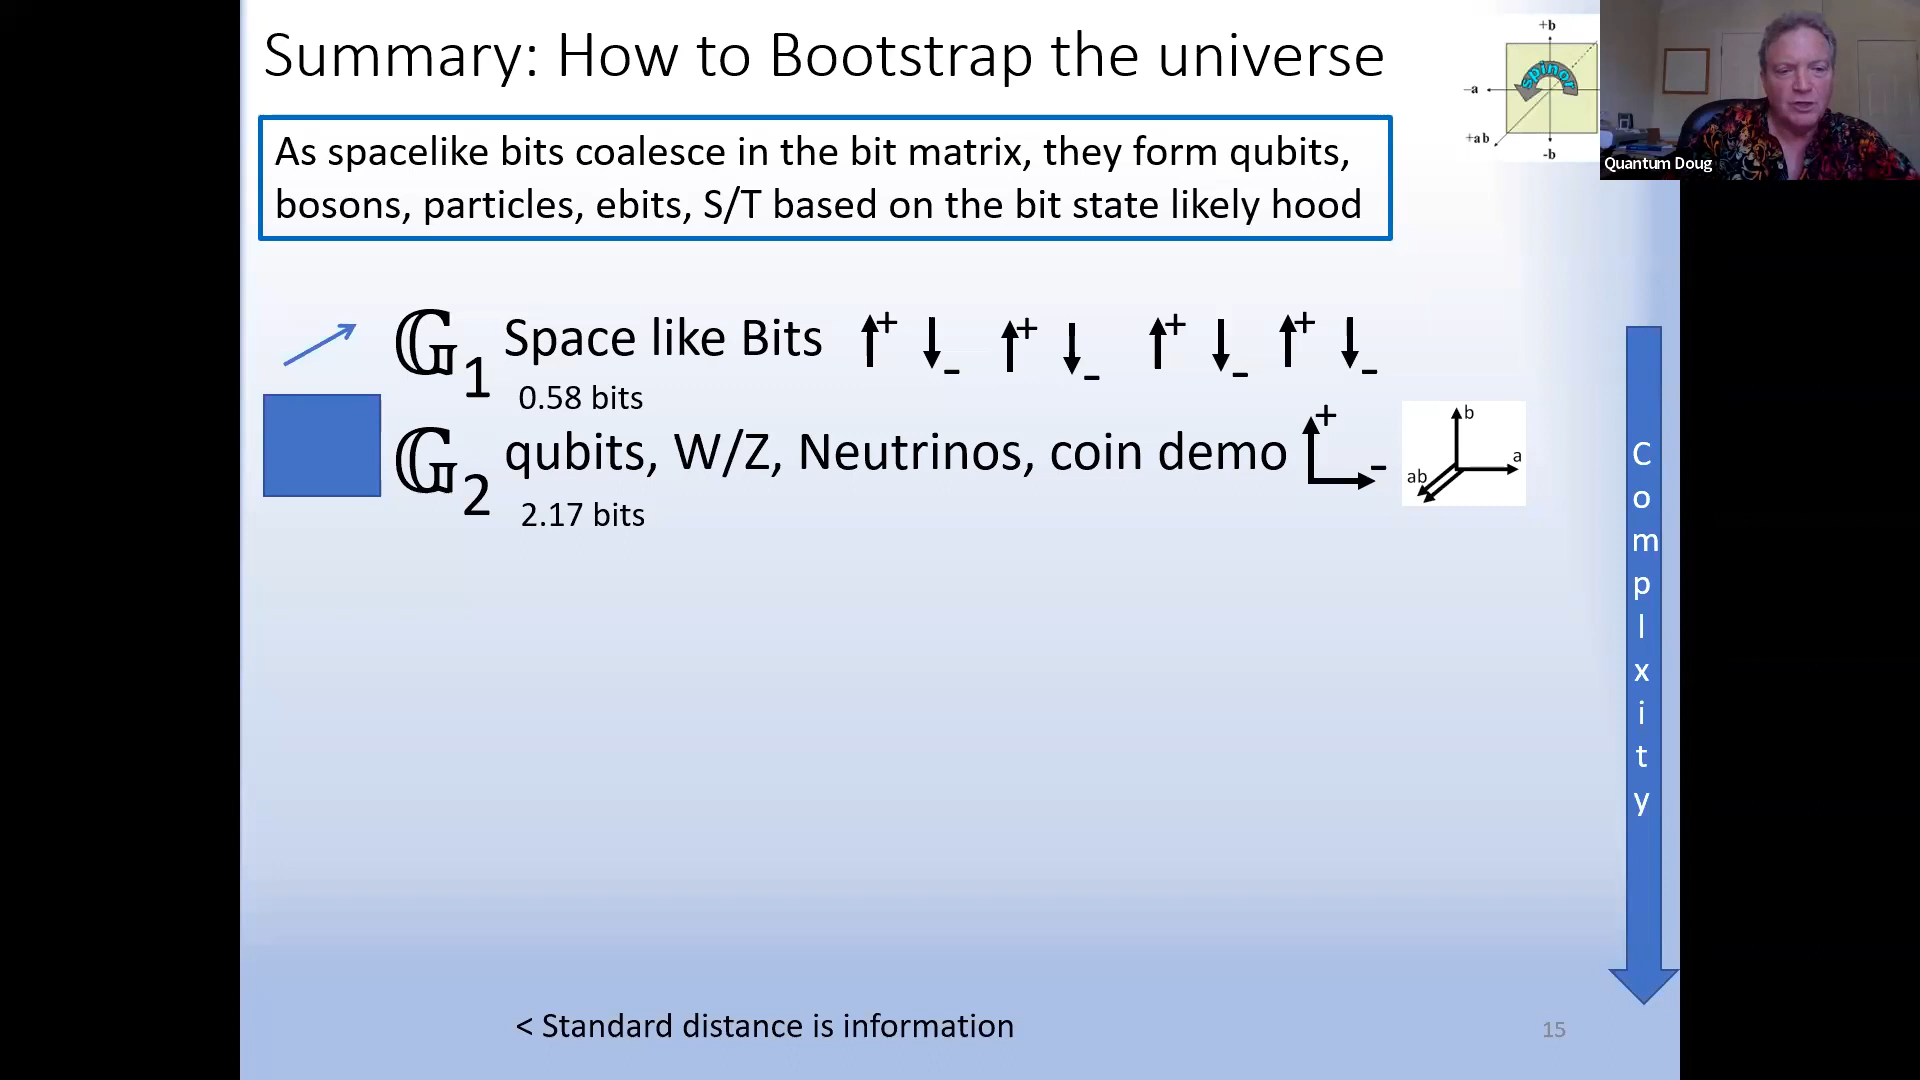 Summary: How to Bootstrap the universe
+b
spinor
-a
+ab
-b
Quantum Doug
As spacelike bits coalesce in the bit matrix, they form qubits,
bosons, particles, ebits, S/T based on the bit state likely hood
𝔾1 Space like Bits + - + - + - + -
0.58 bits
𝔾2 qubits, W/Z, Neutrinos, coin demo + -
b
a
ab
2.17 bits
Complxity
< Standard distance is information
15